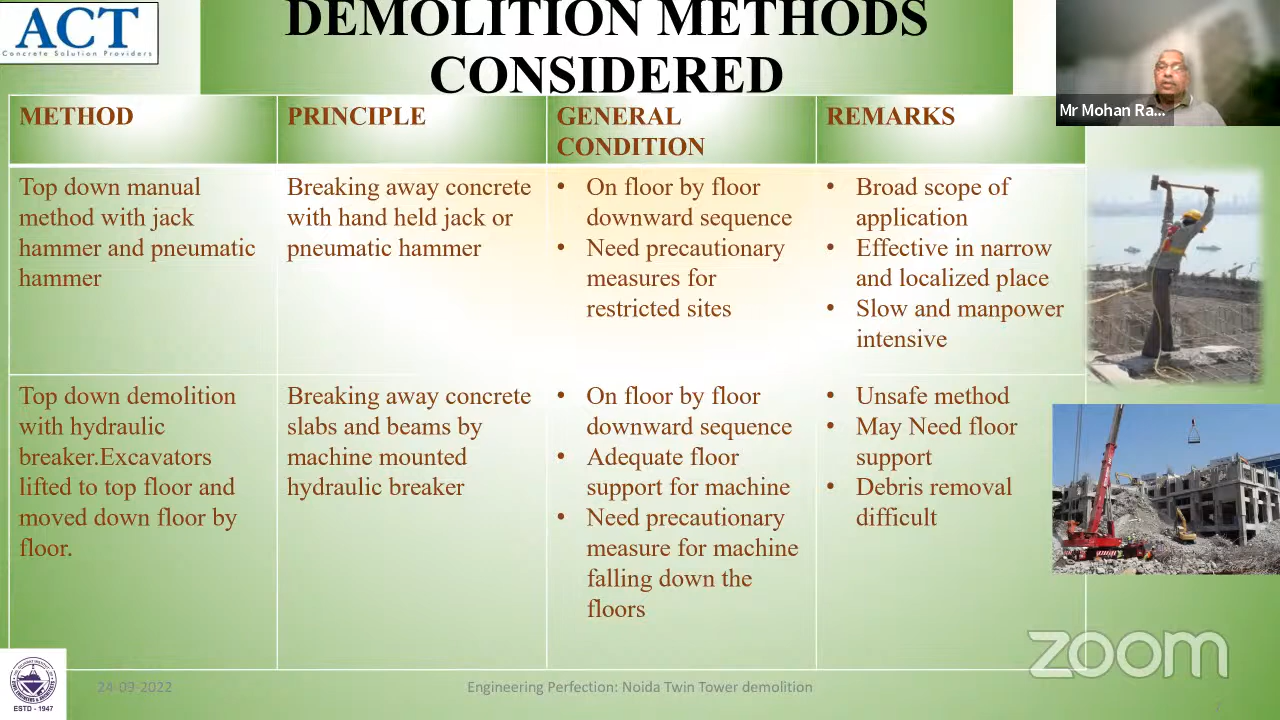 ACT
Concrete Solution Providers
DEMOLITION METHODS
CONSIDERED
Mr Mohan Ra...
METHOD
PRINCIPLE
GENERAL
CONDITION
REMARKS
Top down manual
method with jack
hammer and pneumatic
hammer
Breaking away concrete
with hand held jack or
pneumatic hammer
• On floor by floor
downward sequence
• Need precautionary
measures for
restricted sites
• Broad scope of
application
• Effective in narrow
and localized place
• Slow and manpower
intensive
Top down demolition
with hydraulic
breaker.Excavators
lifted to top floor and
moved down floor by
floor.
Breaking away concrete
slabs and beams by
machine mounted
hydraulic breaker
• On floor by floor
downward sequence
• Adequate floor
support for machine
• Need precautionary
measure for machine
falling down the
floors
• Unsafe method
• May Need floor
support
• Debris removal
difficult
zoom
ESTD - 1947
24-09-2022
Engineering Perfection: Noida Twin Tower demolition
7